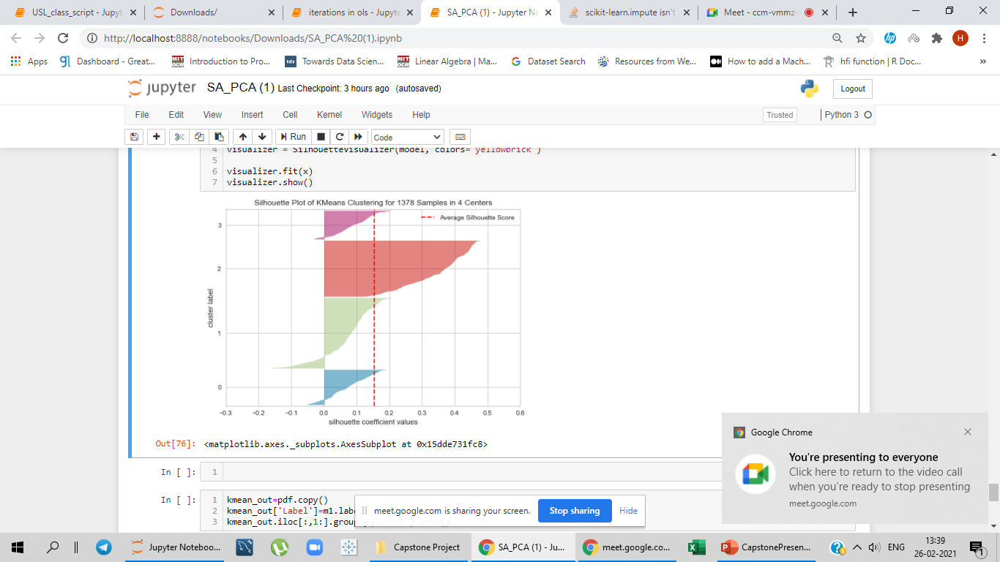 USL_class_script - Jupyt
Downloads/
iterations in ols - Jupyte
SA_PCA (1) - Jupyter No
scikit-learn.impute isn't
Meet - ccm-vmmz-
http://localhost:8888/notebooks/Downloads/SA_PCA%20(1).ipynb
H
Apps
Dashboard - Great...
Introduction to Pro...
Towards Data Scien...
Linear Algebra | Ma...
Dataset Search
Resources from We...
How to add a Mach...
hfi function | R Doc...
jupyter SA_PCA (1) Last Checkpoint: 3 hours ago (autosaved)
Logout
File Edit View Insert Cell Kernel Widgets Help
Trusted
Python 3
Run
Code
4 visualizer = SilhouetteVisualizer(model, colors='yellowbrick')
5
6 visualizer.fit(x)
7 visualizer.show()
Silhouette Plot of KMeans Clustering for 1378 Samples in 4 Centers
Average Silhouette Score
3
2
1
0
cluster label
-0.3 -0.2 -0.1 0.0 0.1 0.2 0.3 0.4 0.5 0.6
silhouette coefficient values
Out[76]: <matplotlib.axes._subplots.AxesSubplot at 0x15dde731fc8>
In [ ]: 1
In [ ]: 1 kmean_out=pdf.copy()
2 kmean_out['Label']=m1.lab
3 kmean_out.iloc[:,1:].group
meet.google.com is sharing your screen.
Stop sharing
Hide
Google Chrome
You're presenting to everyone
Click here to return to the video call
when you're ready to stop presenting
meet.google.com
Jupyter Noteboo...
Capstone Project
SA_PCA (1) - Ju...
meet.google.co...
CapstonePresen...
ENG
13:39
26-02-2021
1